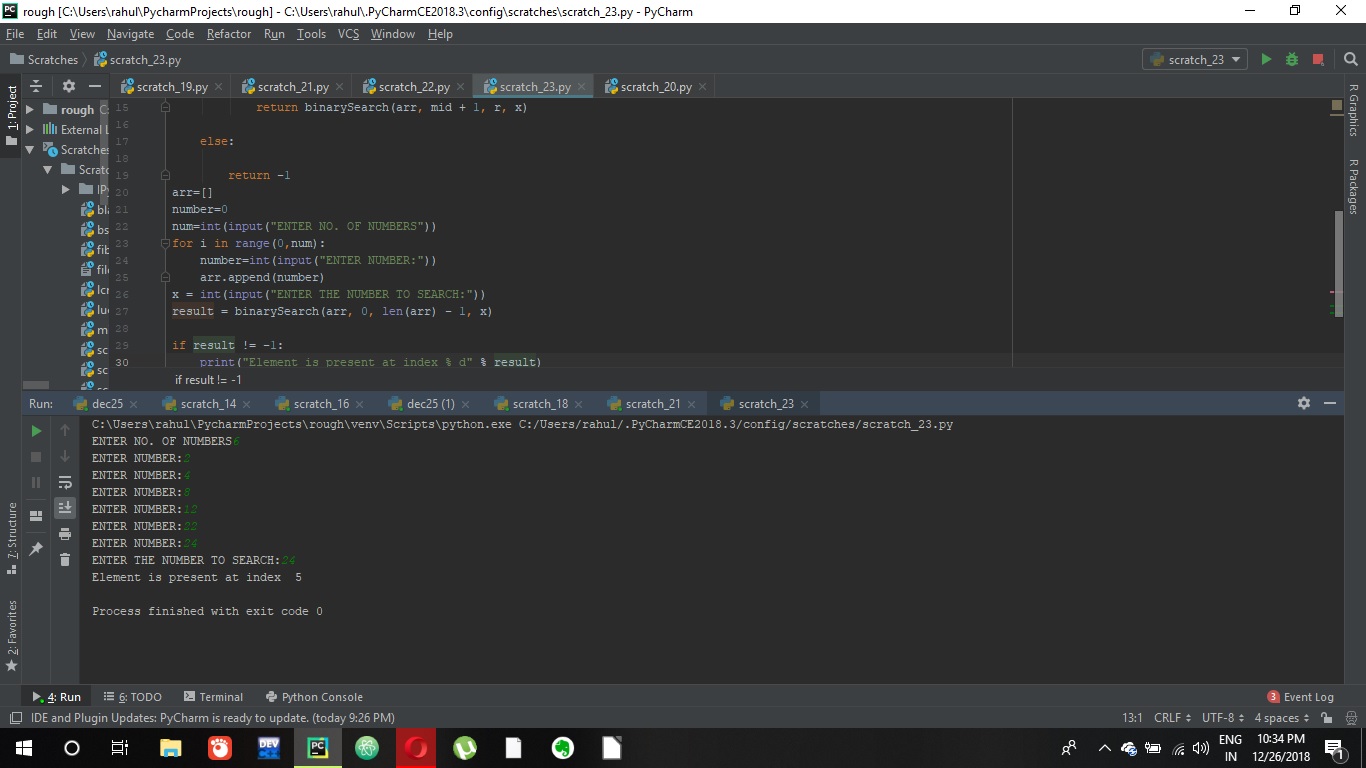 rough [C:\Users\rahul\PycharmProjects\rough] - C:\Users\rahul\.PyCharmCE2018.3\config\scratches\scratch_23.py - PyCharm
File Edit View Navigate Code Refactor Run Tools VCS Window Help
Scratches scratch_23.py
scratch_23
scratch_19.py scratch_21.py scratch_22.py scratch_23.py scratch_20.py
1: Project
rough C:
External L
Scratches
Scratc
IPy
bla
bs
fib
file
lcr
luc
m
sc
sc
15 return binarySearch(arr, mid + 1, r, x)
16
17 else:
18
19 return -1
20 arr=[]
21 number=0
22 num=int(input("ENTER NO. OF NUMBERS"))
23 for i in range(0,num):
24 number=int(input("ENTER NUMBER:"))
25 arr.append(number)
26 x = int(input("ENTER THE NUMBER TO SEARCH:"))
27 result = binarySearch(arr, 0, len(arr) - 1, x)
28
29 if result != -1:
30 print("Element is present at index % d" % result)
if result != -1
R Graphics
R Packages
Run: dec25 scratch_14 scratch_16 dec25 (1) scratch_18 scratch_21 scratch_23
C:\Users\rahul\PycharmProjects\rough\venv\Scripts\python.exe C:/Users/rahul/.PyCharmCE2018.3/config/scratches/scratch_23.py
ENTER NO. OF NUMBERS6
ENTER NUMBER:2
ENTER NUMBER:4
ENTER NUMBER:8
ENTER NUMBER:12
ENTER NUMBER:22
ENTER NUMBER:24
ENTER THE NUMBER TO SEARCH:24
Element is present at index  5
Process finished with exit code 0
7: Structure
2: Favorites
4: Run 6: TODO Terminal Python Console
3 Event Log
IDE and Plugin Updates: PyCharm is ready to update. (today 9:26 PM)
13:1 CRLF UTF-8 4 spaces
DEV
PC
ENG
IN
10:34 PM
12/26/2018
1